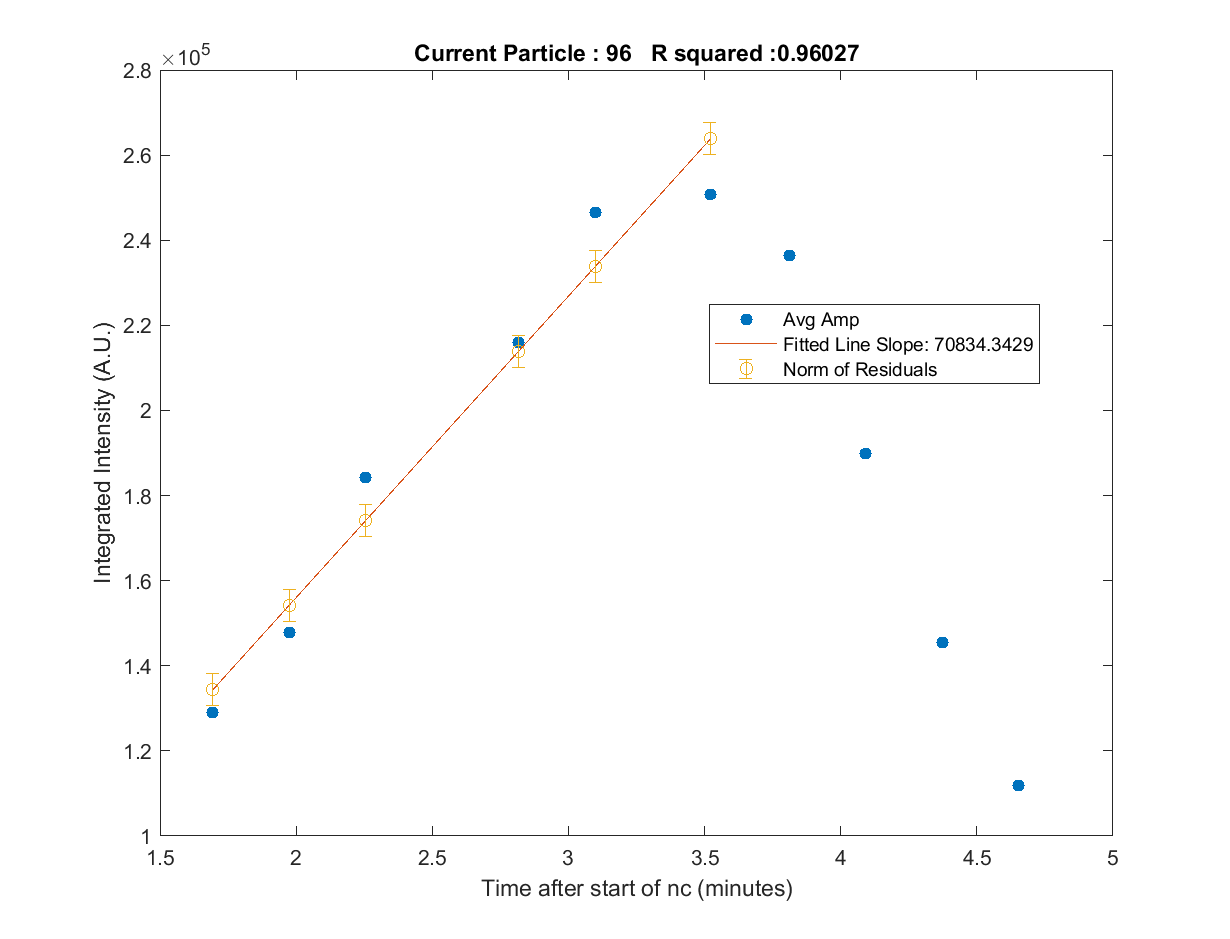 Current Particle : 96   R squared :0.96027
×10^5
2.8
2.6
2.4
2.2
2
1.8
1.6
1.4
1.2
1
Integrated Intensity (A.U.)
Avg Amp
Fitted Line Slope: 70834.3429
Norm of Residuals
1.5 2 2.5 3 3.5 4 4.5 5
Time after start of nc (minutes)